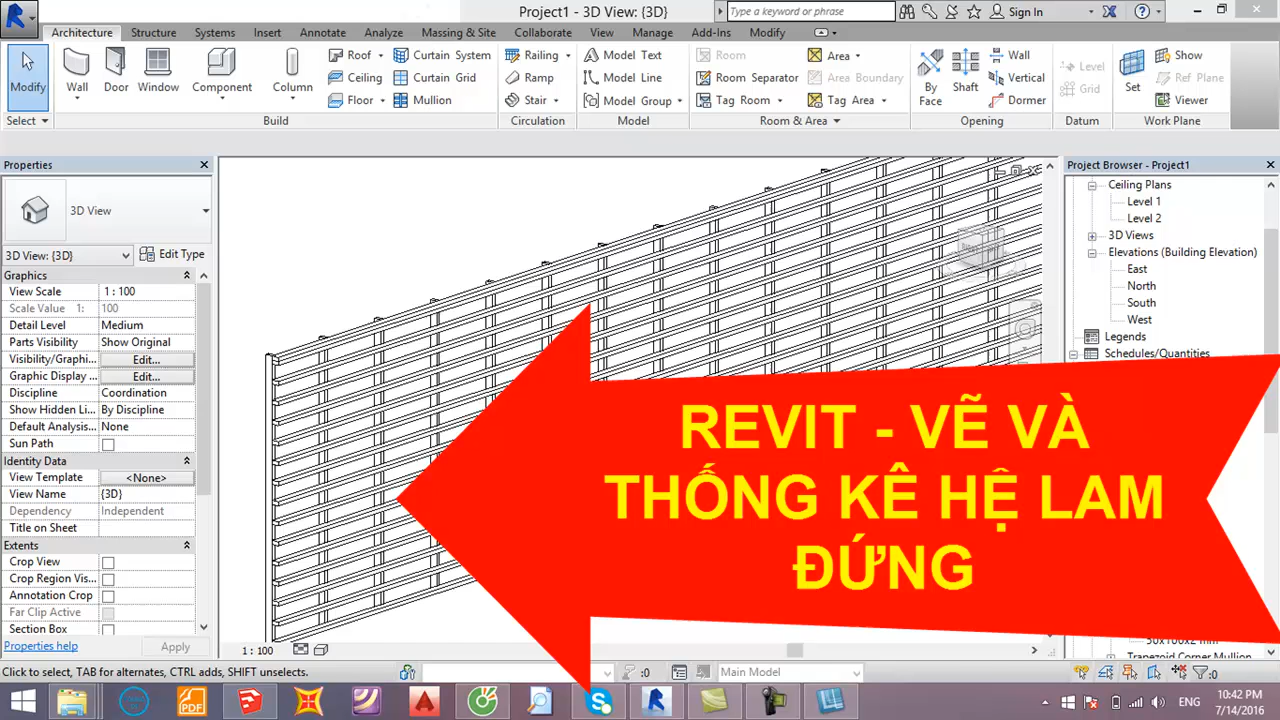 Project1 - 3D View: {3D}
Type a keyword or phrase
Sign In
Architecture Structure Systems Insert Annotate Analyze Massing & Site Collaborate View Manage Add-Ins Modify
Modify
Wall
Door
Window
Component
Column
Roof
Ceiling
Floor
Curtain System
Curtain Grid
Mullion
Railing
Ramp
Stair
Model Text
Model Line
Model Group
Room
Room Separator
Tag Room
Area
Area Boundary
Tag Area
By Face
Shaft
Wall
Vertical
Dormer
Level
Grid
Set
Show
Ref Plane
Viewer
Select
Build
Circulation
Model
Room & Area
Opening
Datum
Work Plane
Properties
3D View
3D View: {3D}
Edit Type
Graphics
View Scale 1 : 100
Scale Value 1: 100
Detail Level Medium
Parts Visibility Show Original
Visibility/Graphi... Edit...
Graphic Display ... Edit...
Discipline Coordination
Show Hidden Li... By Discipline
Default Analysis... None
Sun Path
Identity Data
View Template <None>
View Name {3D}
Dependency Independent
Title on Sheet
Extents
Crop View
Crop Region Vis...
Annotation Crop
Far Clip Active
Section Box
Properties help
Apply
1 : 100
Project Browser - Project1
Ceiling Plans
Level 1
Level 2
3D Views
Elevations (Building Elevation)
East
North
South
West
Legends
Schedules/Quantities
REVIT - VẼ VÀ
THỐNG KÊ HỆ LAM
ĐỨNG
Trapezoid Corner Mullion
Click to select, TAB for alternates, CTRL adds, SHIFT unselects.
:0
Main Model
:0
PDF
ENG
10:42 PM
7/14/2016